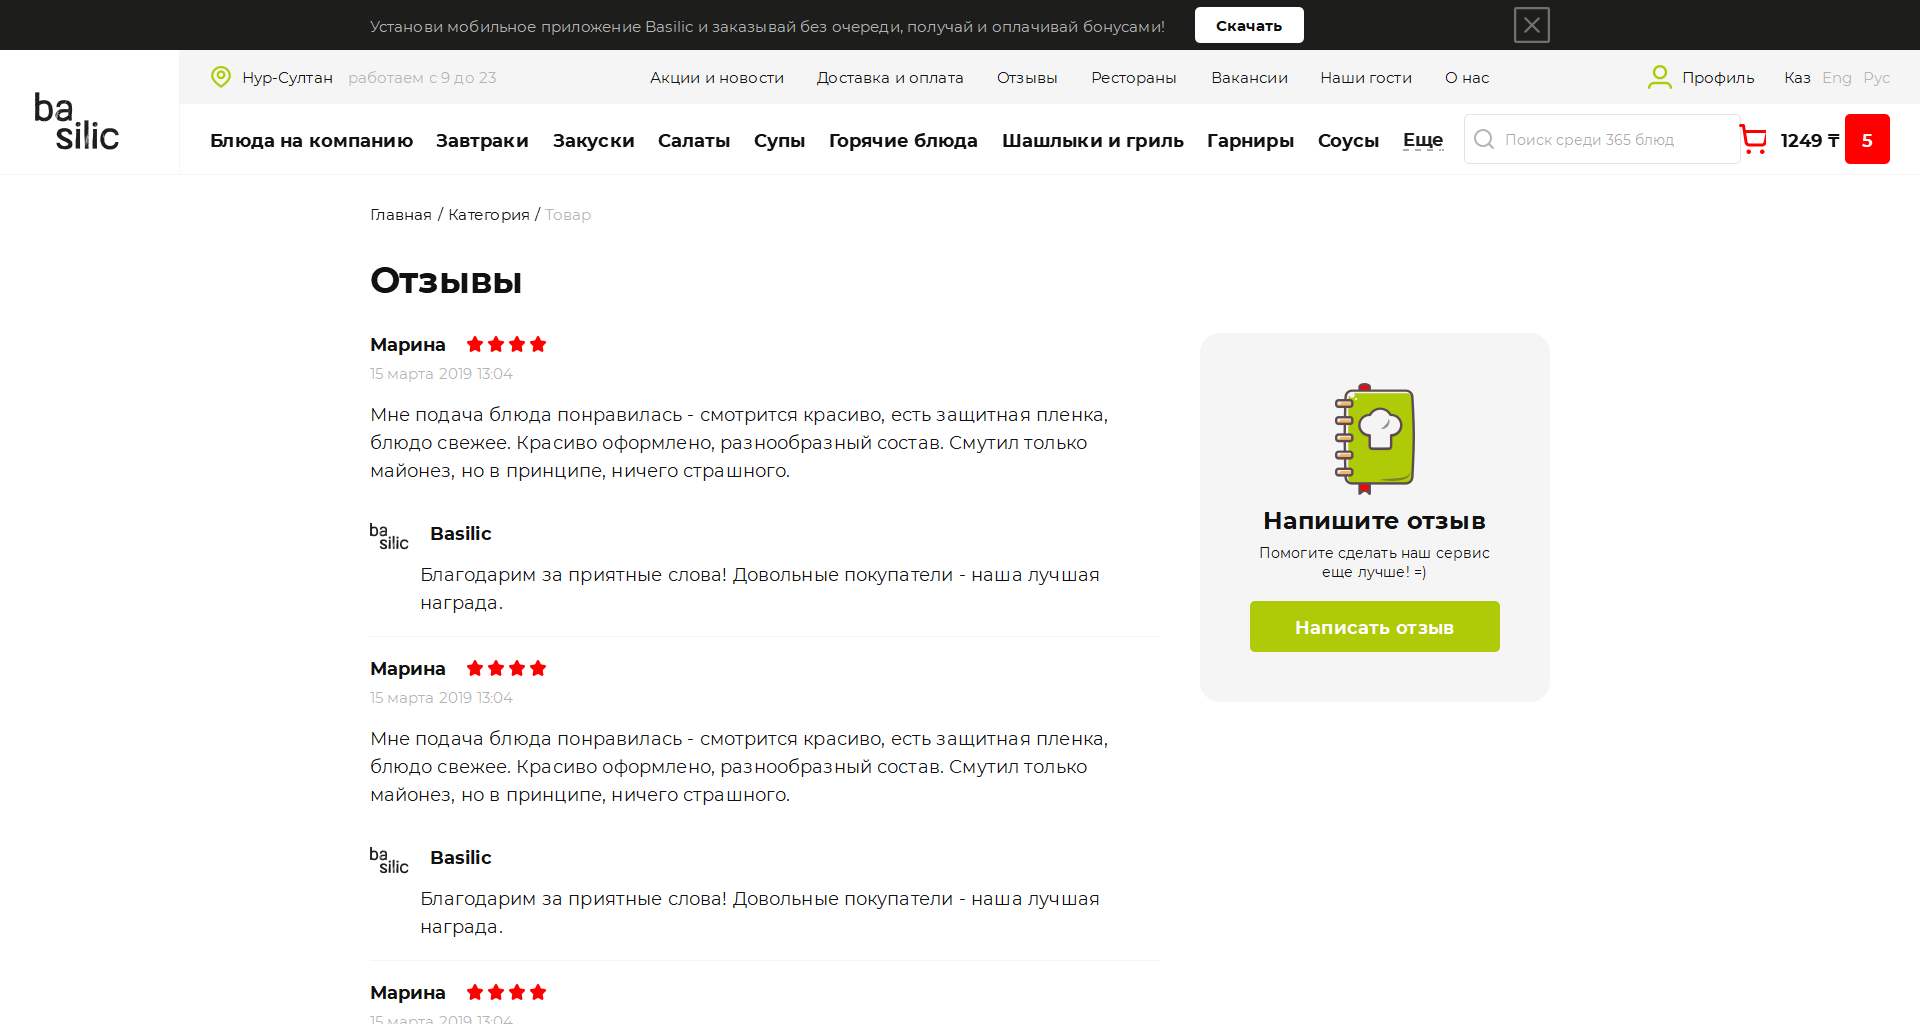 Установи мобильное приложение Basilic и заказывай без очереди, получай и оплачивай бонусами!
Скачать
ba
silic
Нур-Султан
работаем с 9 до 23
Акции и новости
Доставка и оплата
Отзывы
Рестораны
Вакансии
Наши гости
О нас
Профиль
Каз Eng Рус
Блюда на компанию
Завтраки
Закуски
Салаты
Супы
Горячие блюда
Шашлыки и гриль
Гарниры
Соусы
Еще
Поиск среди 365 блюд
1249 ₸
5
Главная / Категория / Товар
Отзывы
Марина
15 марта 2019 13:04
Мне подача блюда понравилась - смотрится красиво, есть защитная пленка,
блюдо свежее. Красиво оформлено, разнообразный состав. Смутил только
майонез, но в принципе, ничего страшного.
ba
silic
Basilic
Благодарим за приятные слова! Довольные покупатели - наша лучшая
награда.
Марина
15 марта 2019 13:04
Мне подача блюда понравилась - смотрится красиво, есть защитная пленка,
блюдо свежее. Красиво оформлено, разнообразный состав. Смутил только
майонез, но в принципе, ничего страшного.
ba
silic
Basilic
Благодарим за приятные слова! Довольные покупатели - наша лучшая
награда.
Марина
15 марта 2019 13:04
Напишите отзыв
Помогите сделать наш сервис
еще лучше! =)
Написать отзыв